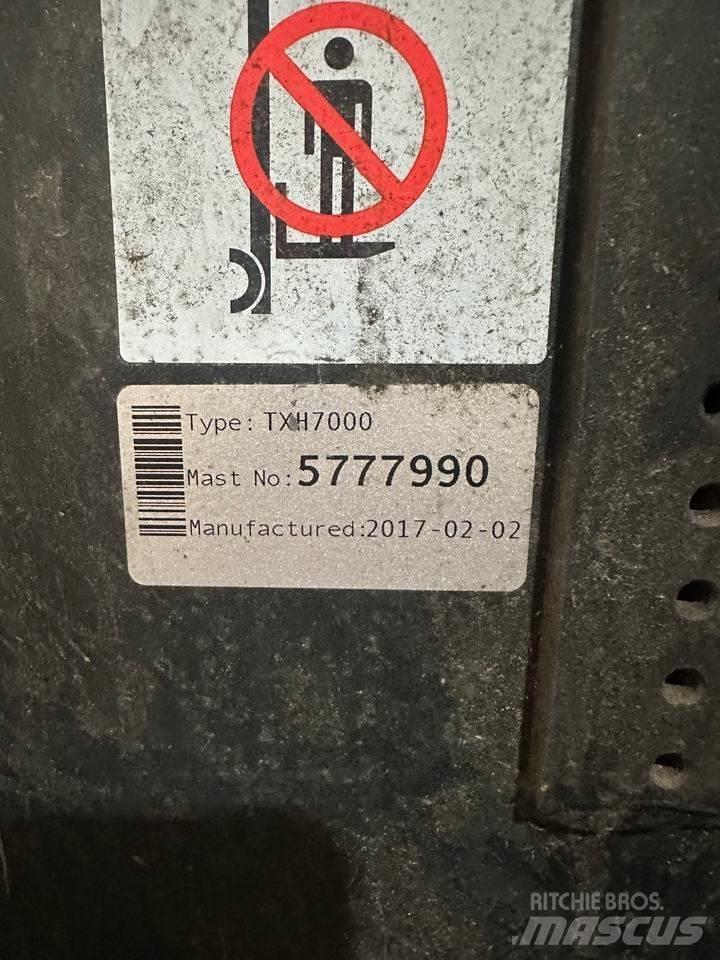 Type: TXH7000
Mast No: 5777990
Manufactured:2017-02-02
RITCHIE BROS.
MASCUS